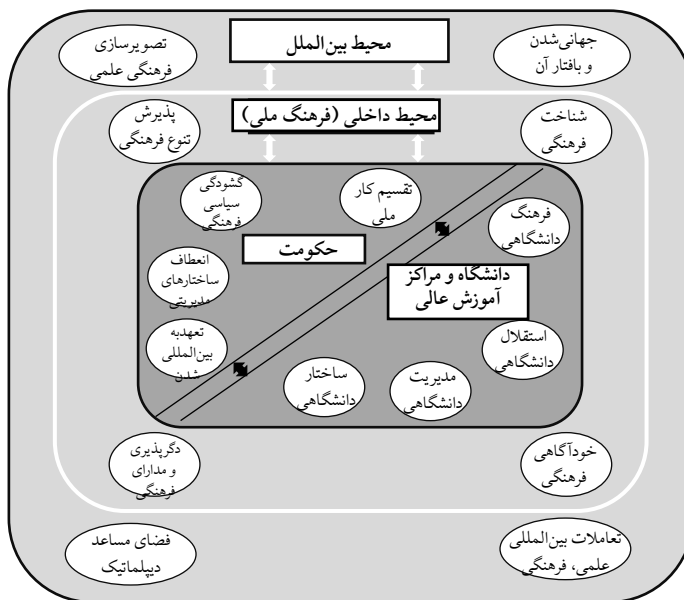 محیط بین‌الملل
جهانی‌شدن
و بافتار آن
تصویرسازی
فرهنگی علمی
محیط داخلی (فرهنگ ملی)
شناخت
فرهنگی
پذیرش
تنوع فرهنگی
تقسیم کار
ملی
گشودگی
سیاسی
فرهنگی
فرهنگ
دانشگاهی
حکومت
دانشگاه و مراکز
آموزش عالی
انعطاف
ساختارهای
مدیریتی
استقلال
دانشگاهی
تعهدبه
بین‌المللی
شدن
مدیریت
دانشگاهی
ساختار
دانشگاهی
خودآگاهی
فرهنگی
دگرپذیری
و مدارای
فرهنگی
تعاملات بین‌المللی
علمی، فرهنگی
فضای مساعد
دیپلماتیک